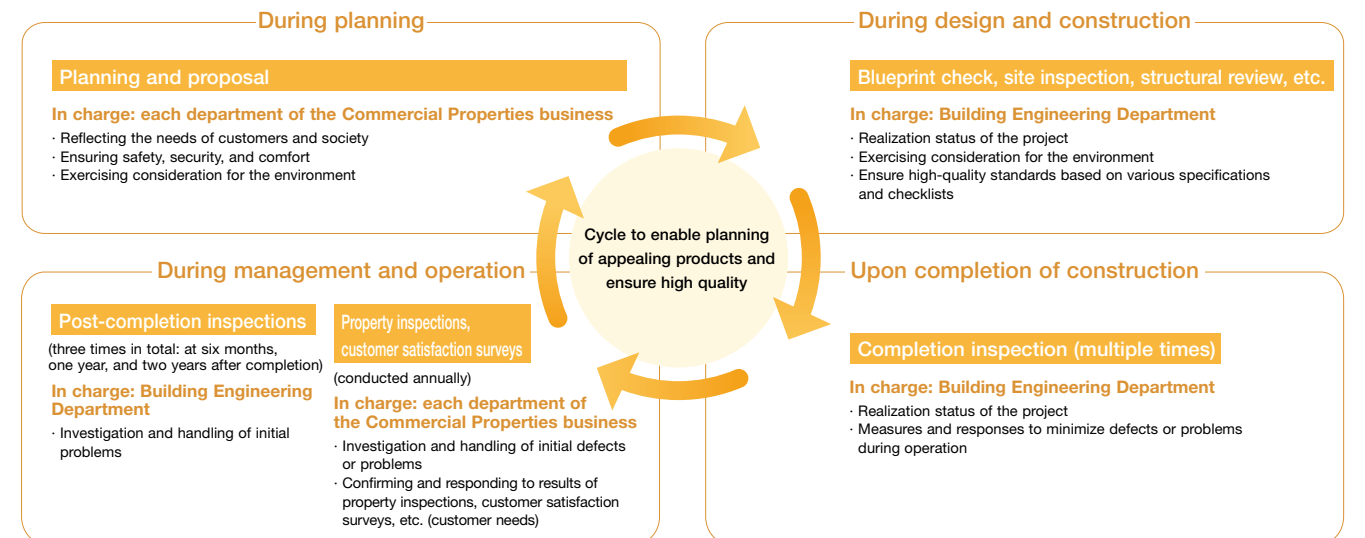 During planning
Planning and proposal
In charge: each department of the Commercial Properties business
· Reflecting the needs of customers and society
· Ensuring safety, security, and comfort
· Exercising consideration for the environment
During design and construction
Blueprint check, site inspection, structural review, etc.
In charge: Building Engineering Department
· Realization status of the project
· Exercising consideration for the environment
· Ensure high-quality standards based on various specifications
and checklists
Cycle to enable planning
of appealing products and
ensure high quality
During management and operation
Post-completion inspections
(three times in total: at six months,
one year, and two years after completion)
In charge: Building Engineering
Department
· Investigation and handling of initial
problems
Property inspections,
customer satisfaction surveys
(conducted annually)
In charge: each department of
the Commercial Properties business
· Investigation and handling of initial defects
or problems
· Confirming and responding to results of
property inspections, customer satisfaction
surveys, etc. (customer needs)
Upon completion of construction
Completion inspection (multiple times)
In charge: Building Engineering Department
· Realization status of the project
· Measures and responses to minimize defects or problems
during operation